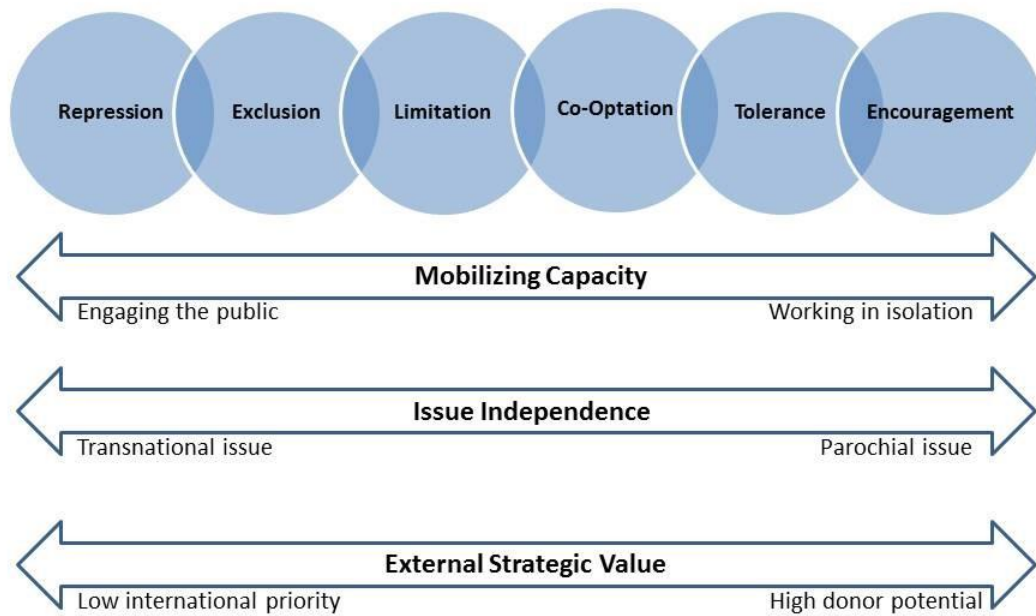 Repression Exclusion Limitation Co-Optation Tolerance Encouragement
Mobilizing Capacity
Engaging the public Working in isolation
Issue Independence
Transnational issue Parochial issue
External Strategic Value
Low international priority High donor potential